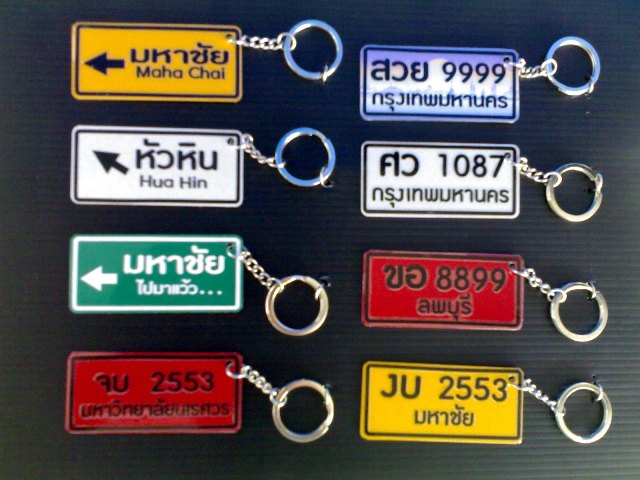 มหาชัย
Maha Chai
หัวหิน
Hua Hin
มหาชัย
ไปมาแว้ว...
จบ 2553
มหาวิทยาลัยนเรศวร
สวย 9999
กรุงเทพมหานคร
ศว 1087
กรุงเทพมหานคร
ขอ 8899
ลพบุรี
งบ 2553
มหาชัย